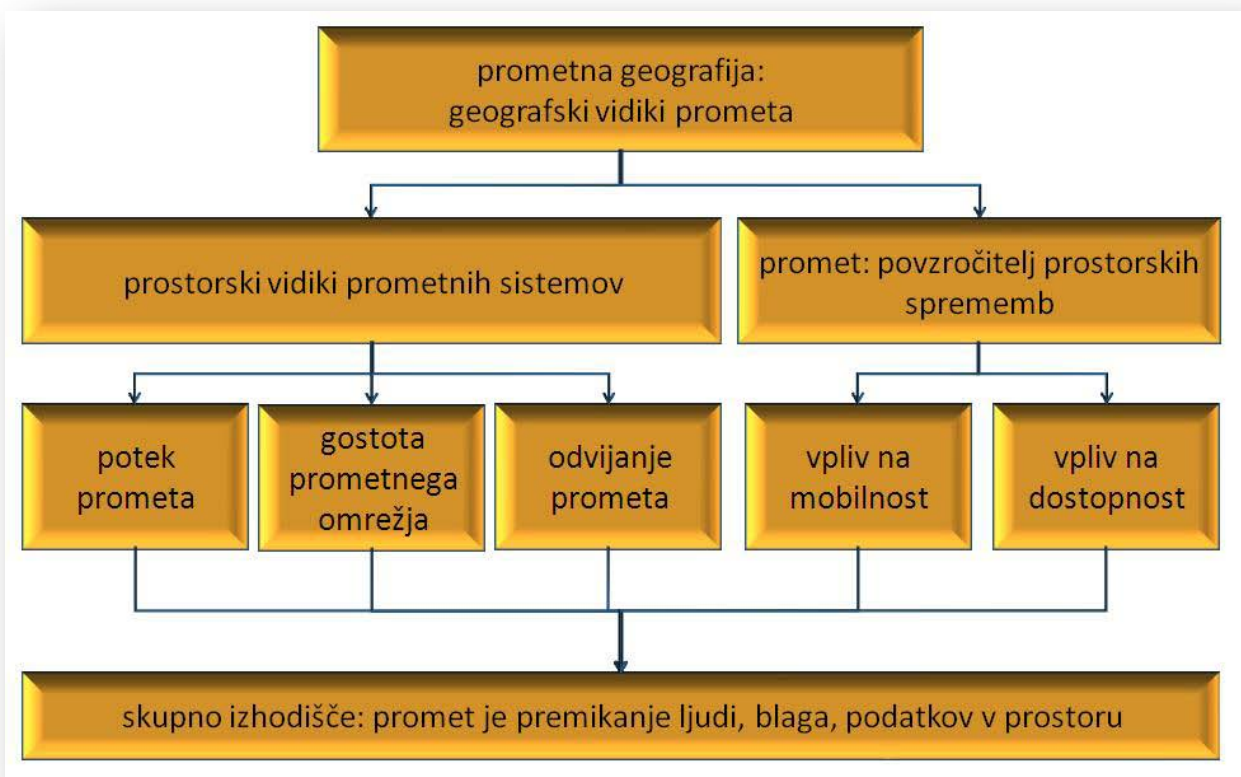 prometna geografija:
geografski vidiki prometa
prostorski vidiki prometnih sistemov
promet: povzročitelj prostorskih
sprememb
potek
prometa
gostota
prometnega
omrežja
odvijanje
prometa
vpliv na
mobilnost
vpliv na
dostopnost
skupno izhodišče: promet je premikanje ljudi, blaga, podatkov v prostoru